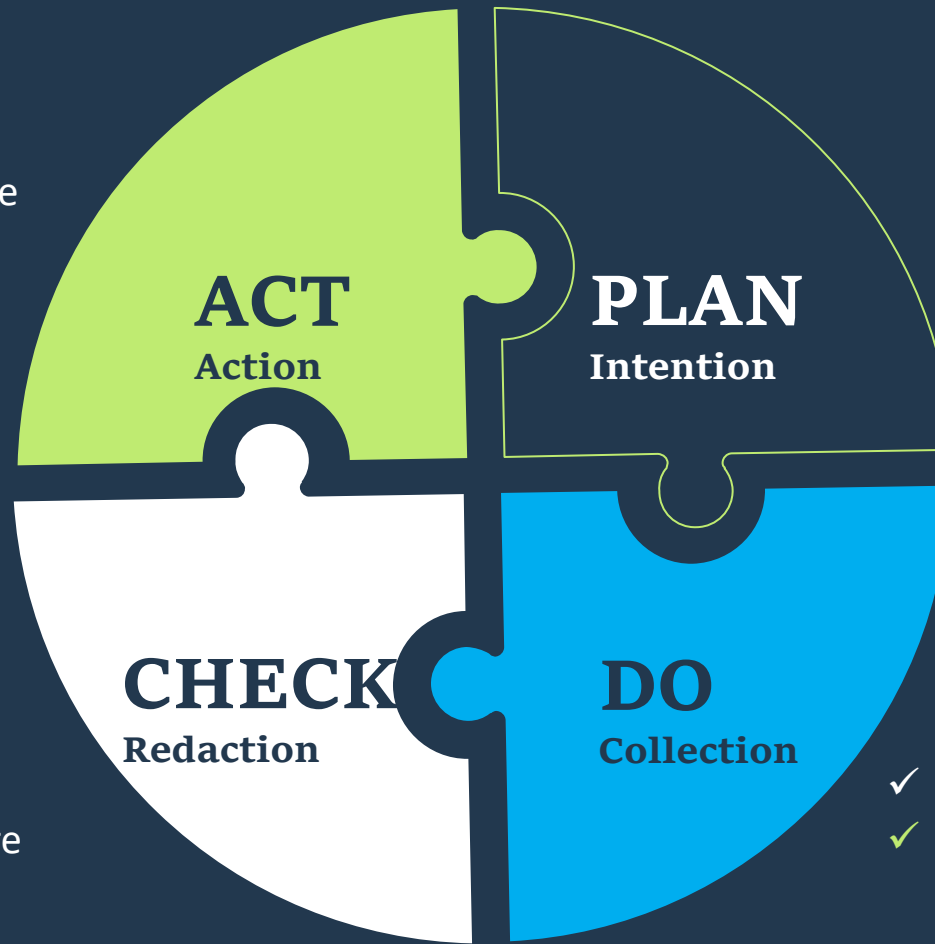 ACT
Action
PLAN
Intention
CHECK
Redaction
DO
Collection